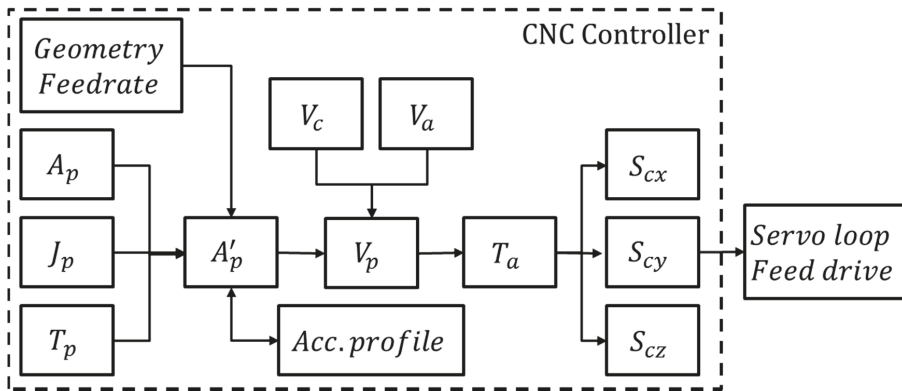 CNC Controller
Geometry
Feedrate
V_c
V_a
A_p
S_cx
J_p
A'_p
V_p
T_a
S_cy
Servo loop
Feed drive
T_p
Acc. profile
S_cz